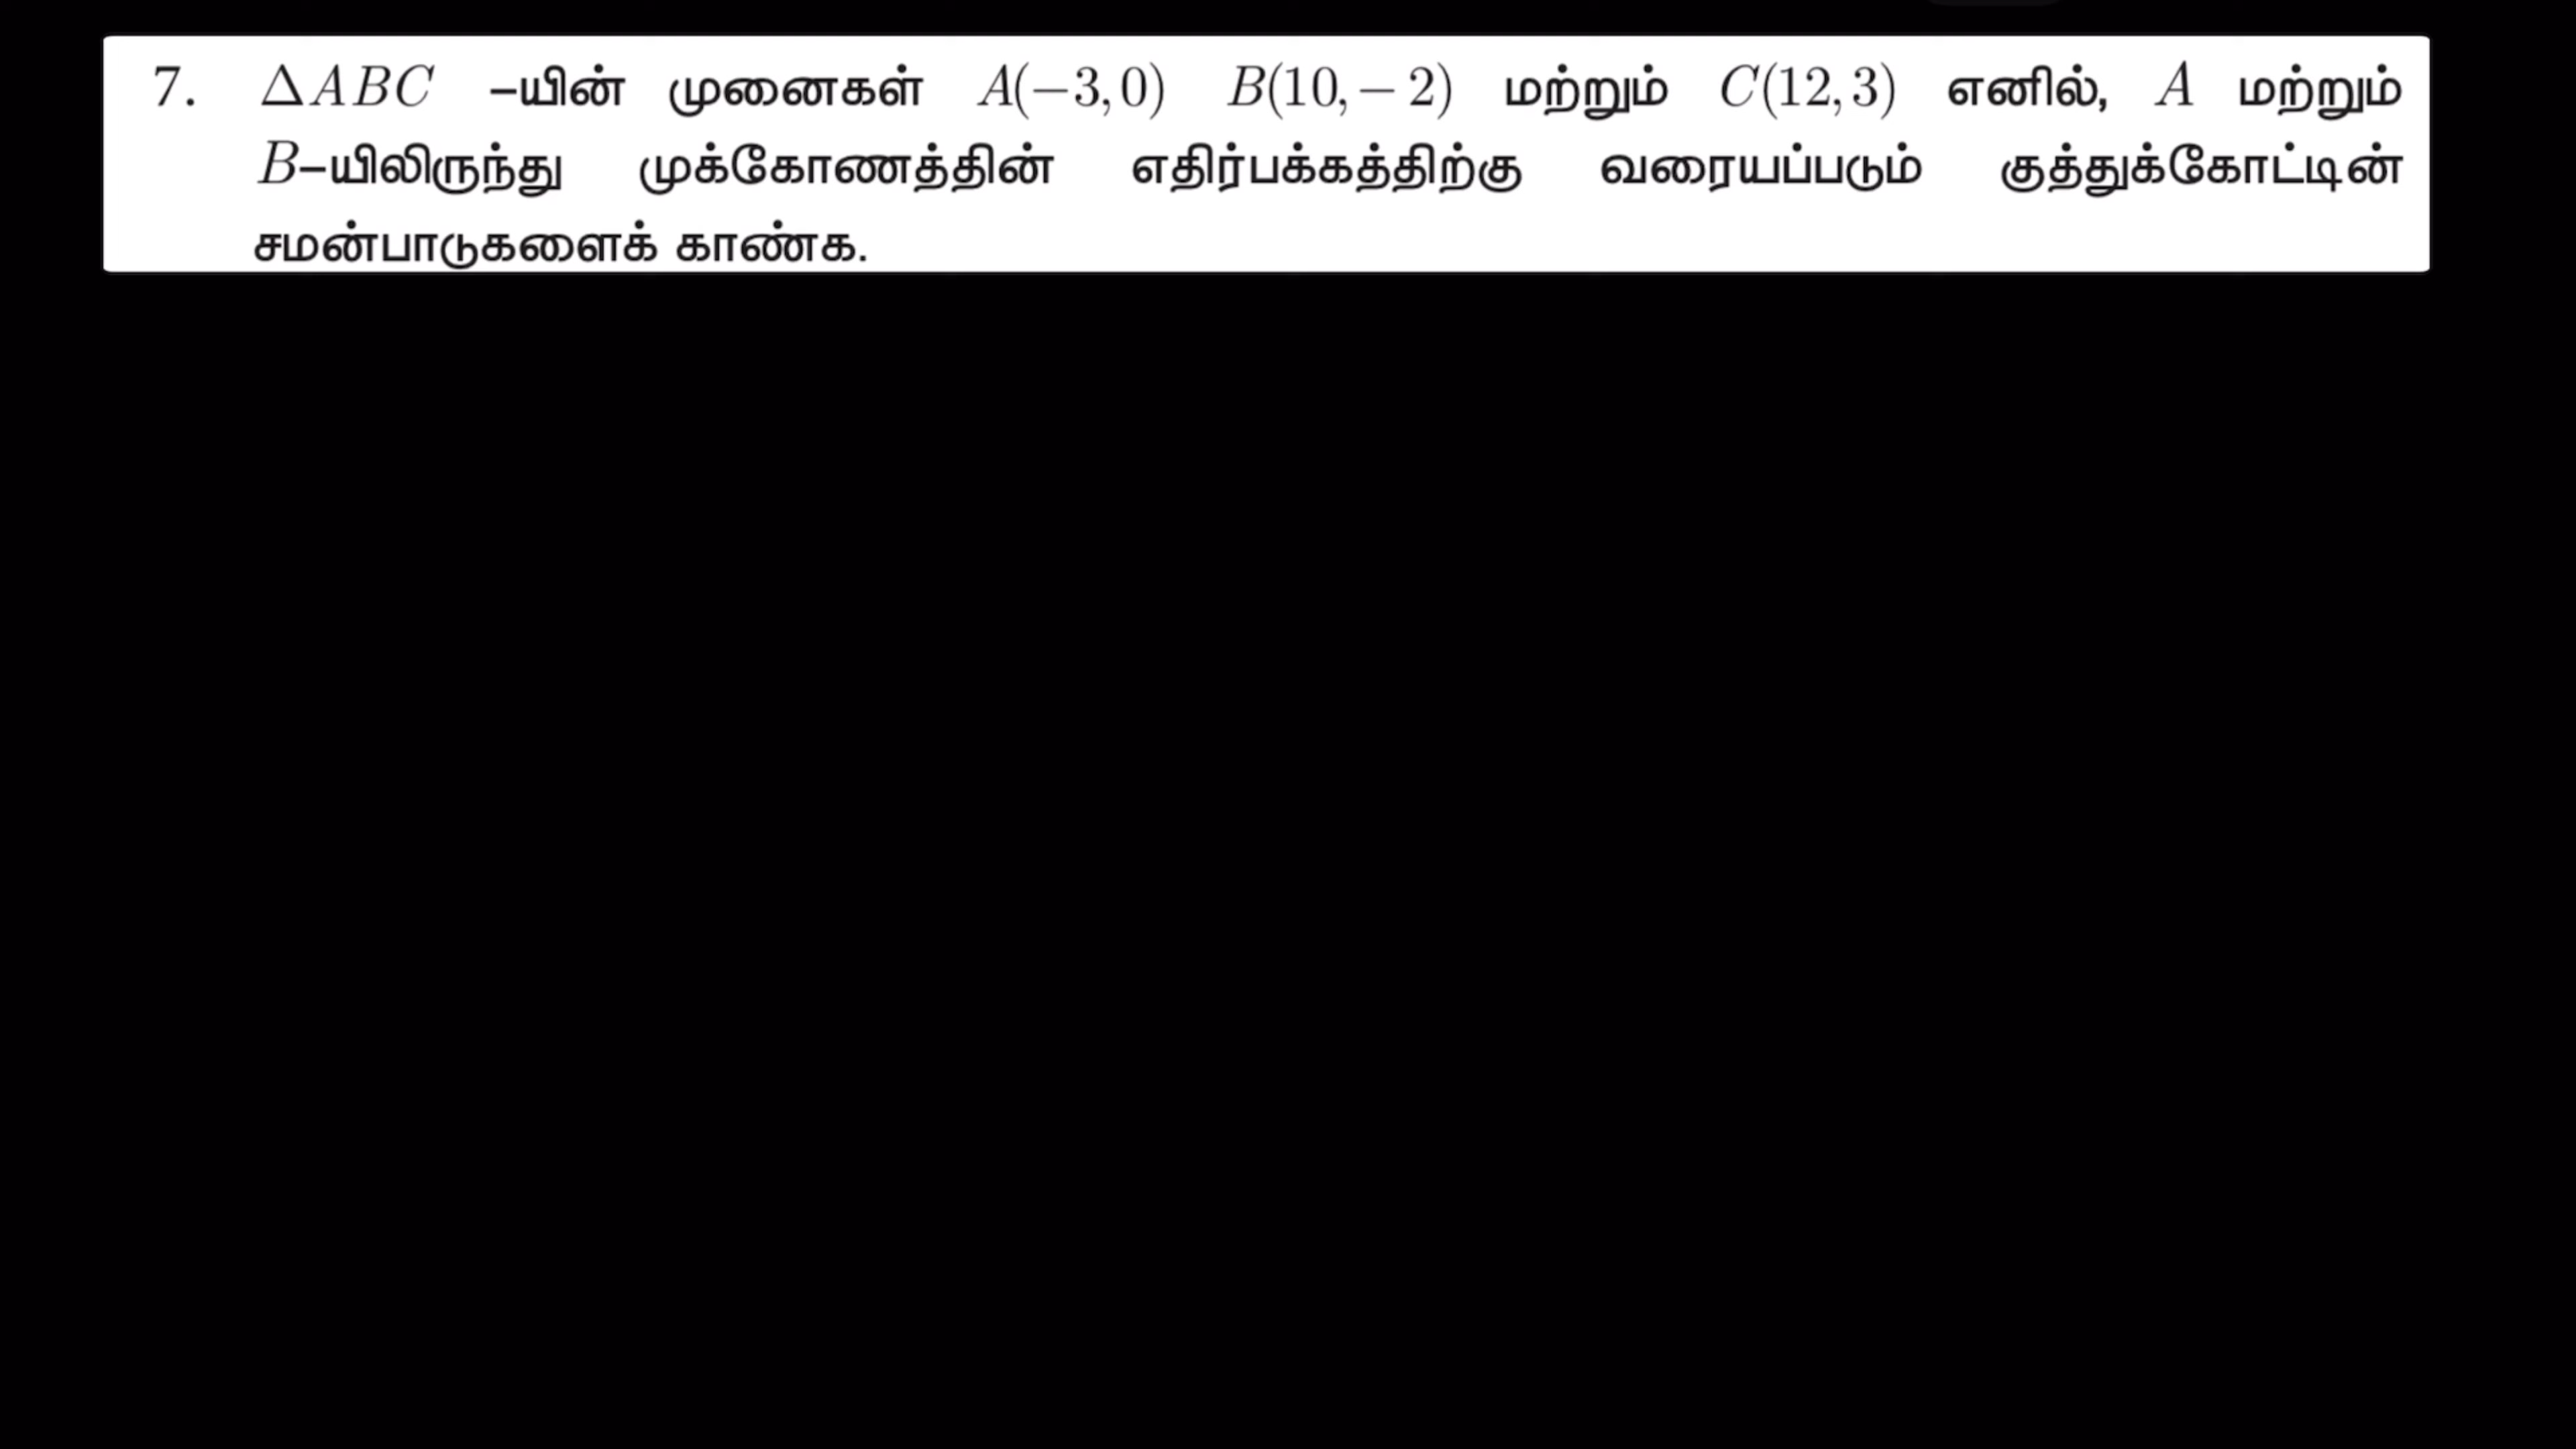 7. ΔABC –யின் முனைகள் A(−3,0) B(10,−2) மற்றும் C(12,3) எனில், A மற்றும்
B–யிலிருந்து முக்கோணத்தின் எதிர்பக்கத்திற்கு வரையப்படும் குத்துக்கோட்டின்
சமன்பாடுகளைக் காண்க.